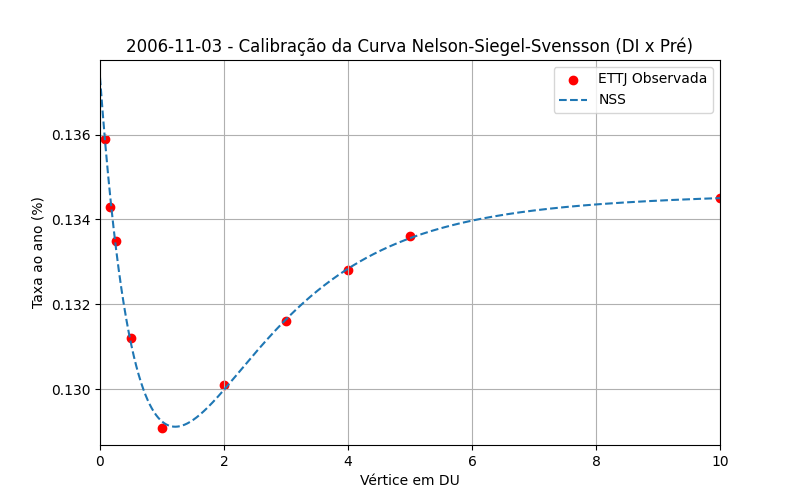 2006-11-03 - Calibração da Curva Nelson-Siegel-Svensson (DI x Pré)
ETTJ Observada
NSS
Taxa ao ano (%)
0.136
0.134
0.132
0.130
0 2 4 6 8 10
Vértice em DU